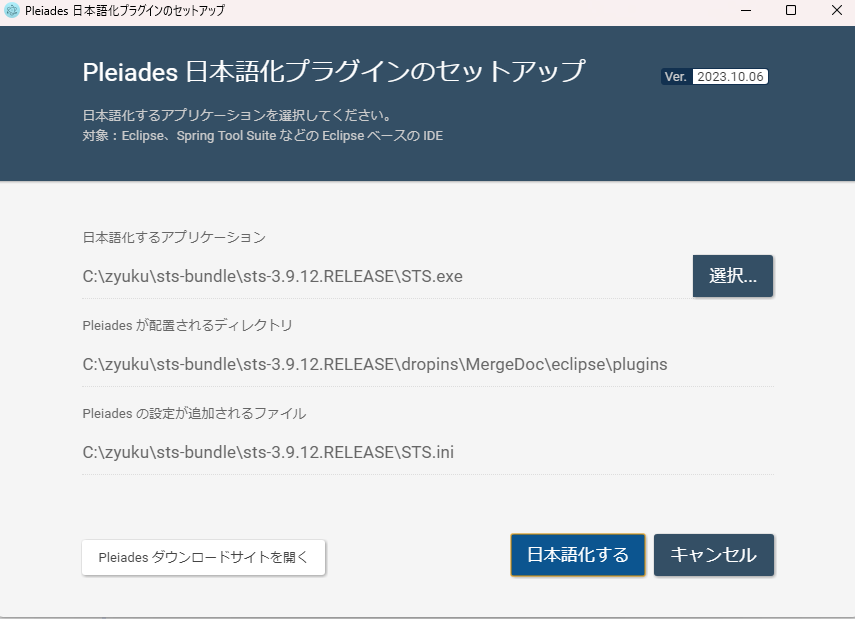 Pleiades 日本語化プラグインのセットアップ
Pleiades 日本語化プラグインのセットアップ
Ver. 2023.10.06
日本語化するアプリケーションを選択してください。
対象：Eclipse、Spring Tool Suite などの Eclipse ベースの IDE
日本語化するアプリケーション
C:\zyuku\sts-bundle\sts-3.9.12.RELEASE\STS.exe
選択...
Pleiades が配置されるディレクトリ
C:\zyuku\sts-bundle\sts-3.9.12.RELEASE\dropins\MergeDoc\eclipse\plugins
Pleiades の設定が追加されるファイル
C:\zyuku\sts-bundle\sts-3.9.12.RELEASE\STS.ini
Pleiades ダウンロードサイトを開く
日本語化する
キャンセル